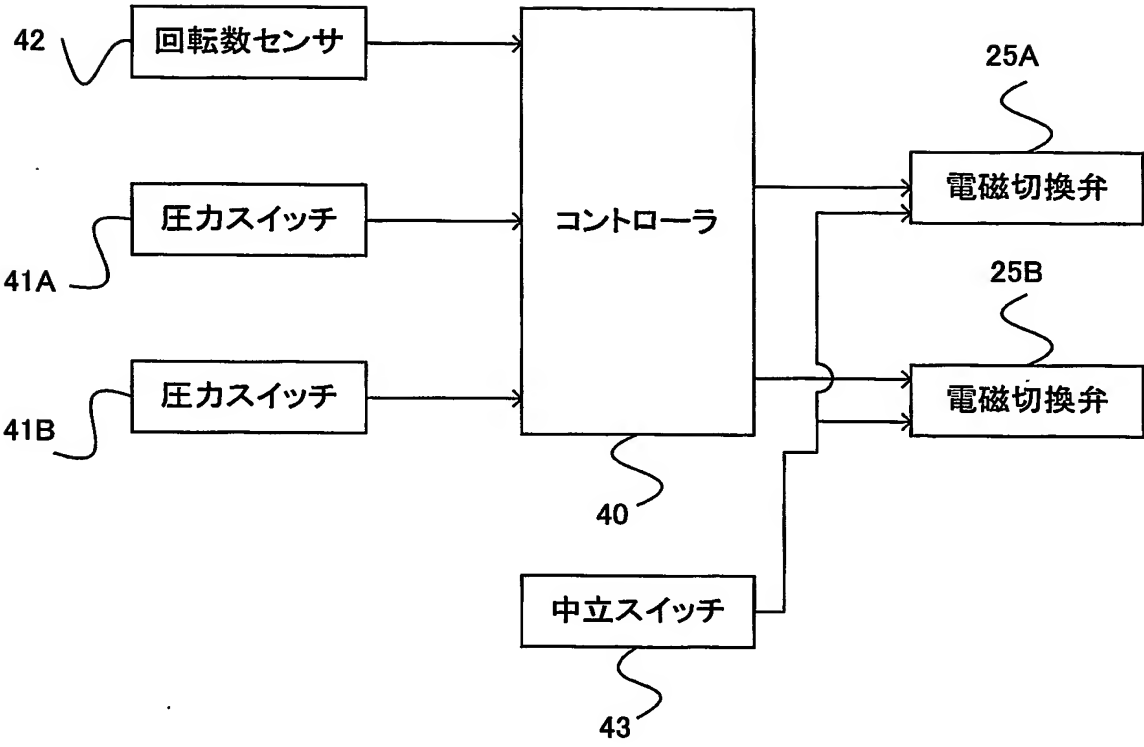 42
回転数センサ
25A
電磁切換弁
圧力スイッチ
コントローラ
41A
25B
圧力スイッチ
電磁切換弁
41B
40
中立スイッチ
43